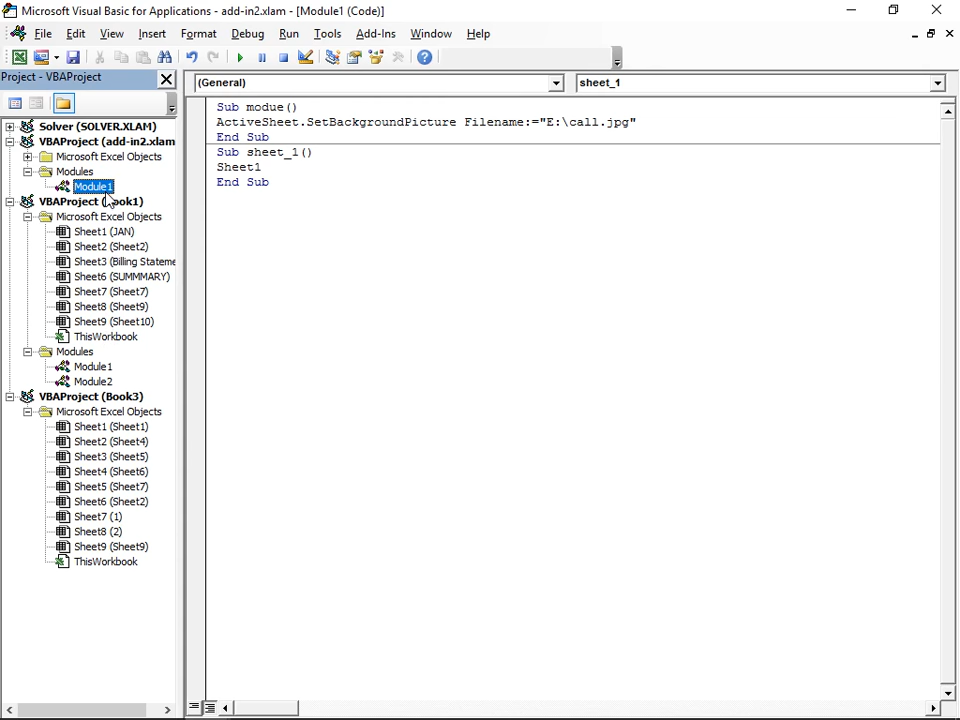 Microsoft Visual Basic for Applications - add-in2.xlam - [Module1 (Code)]
File Edit View Insert Format Debug Run Tools Add-Ins Window Help
Project - VBAProject
(General)
sheet_1
Solver (SOLVER.XLAM)
VBAProject (add-in2.xlam
Microsoft Excel Objects
Modules
Module1
VBAProject (Book1)
Microsoft Excel Objects
Sheet1 (JAN)
Sheet2 (Sheet2)
Sheet3 (Billing Stateme
Sheet6 (SUMMMARY)
Sheet7 (Sheet7)
Sheet8 (Sheet9)
Sheet9 (Sheet10)
ThisWorkbook
Modules
Module1
Module2
VBAProject (Book3)
Microsoft Excel Objects
Sheet1 (Sheet1)
Sheet2 (Sheet4)
Sheet3 (Sheet5)
Sheet4 (Sheet6)
Sheet5 (Sheet7)
Sheet6 (Sheet2)
Sheet7 (1)
Sheet8 (2)
Sheet9 (Sheet9)
ThisWorkbook
Sub modue()
ActiveSheet.SetBackgroundPicture Filename:="E:\call.jpg"
End Sub
Sub sheet_1()
Sheet1
End Sub